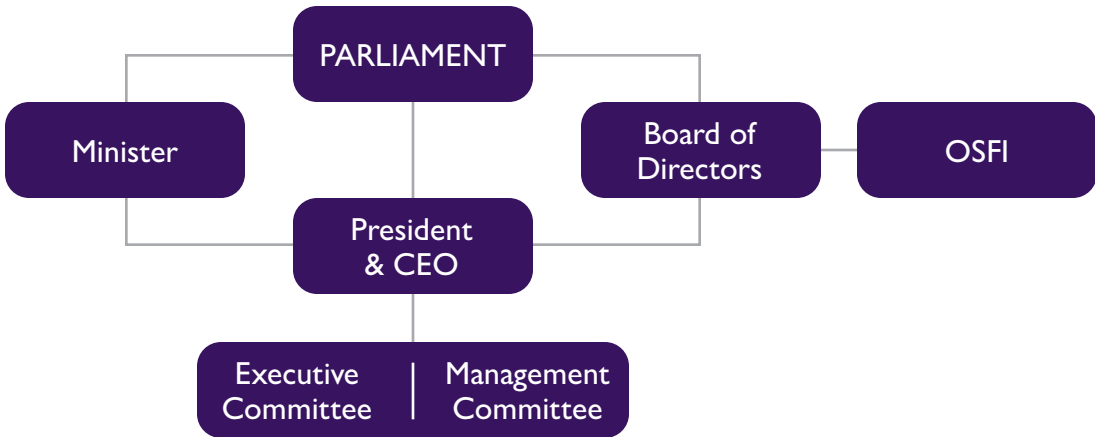 PARLIAMENT
Minister
Board of
Directors
OSFI
President
& CEO
Executive
Committee
Management
Committee